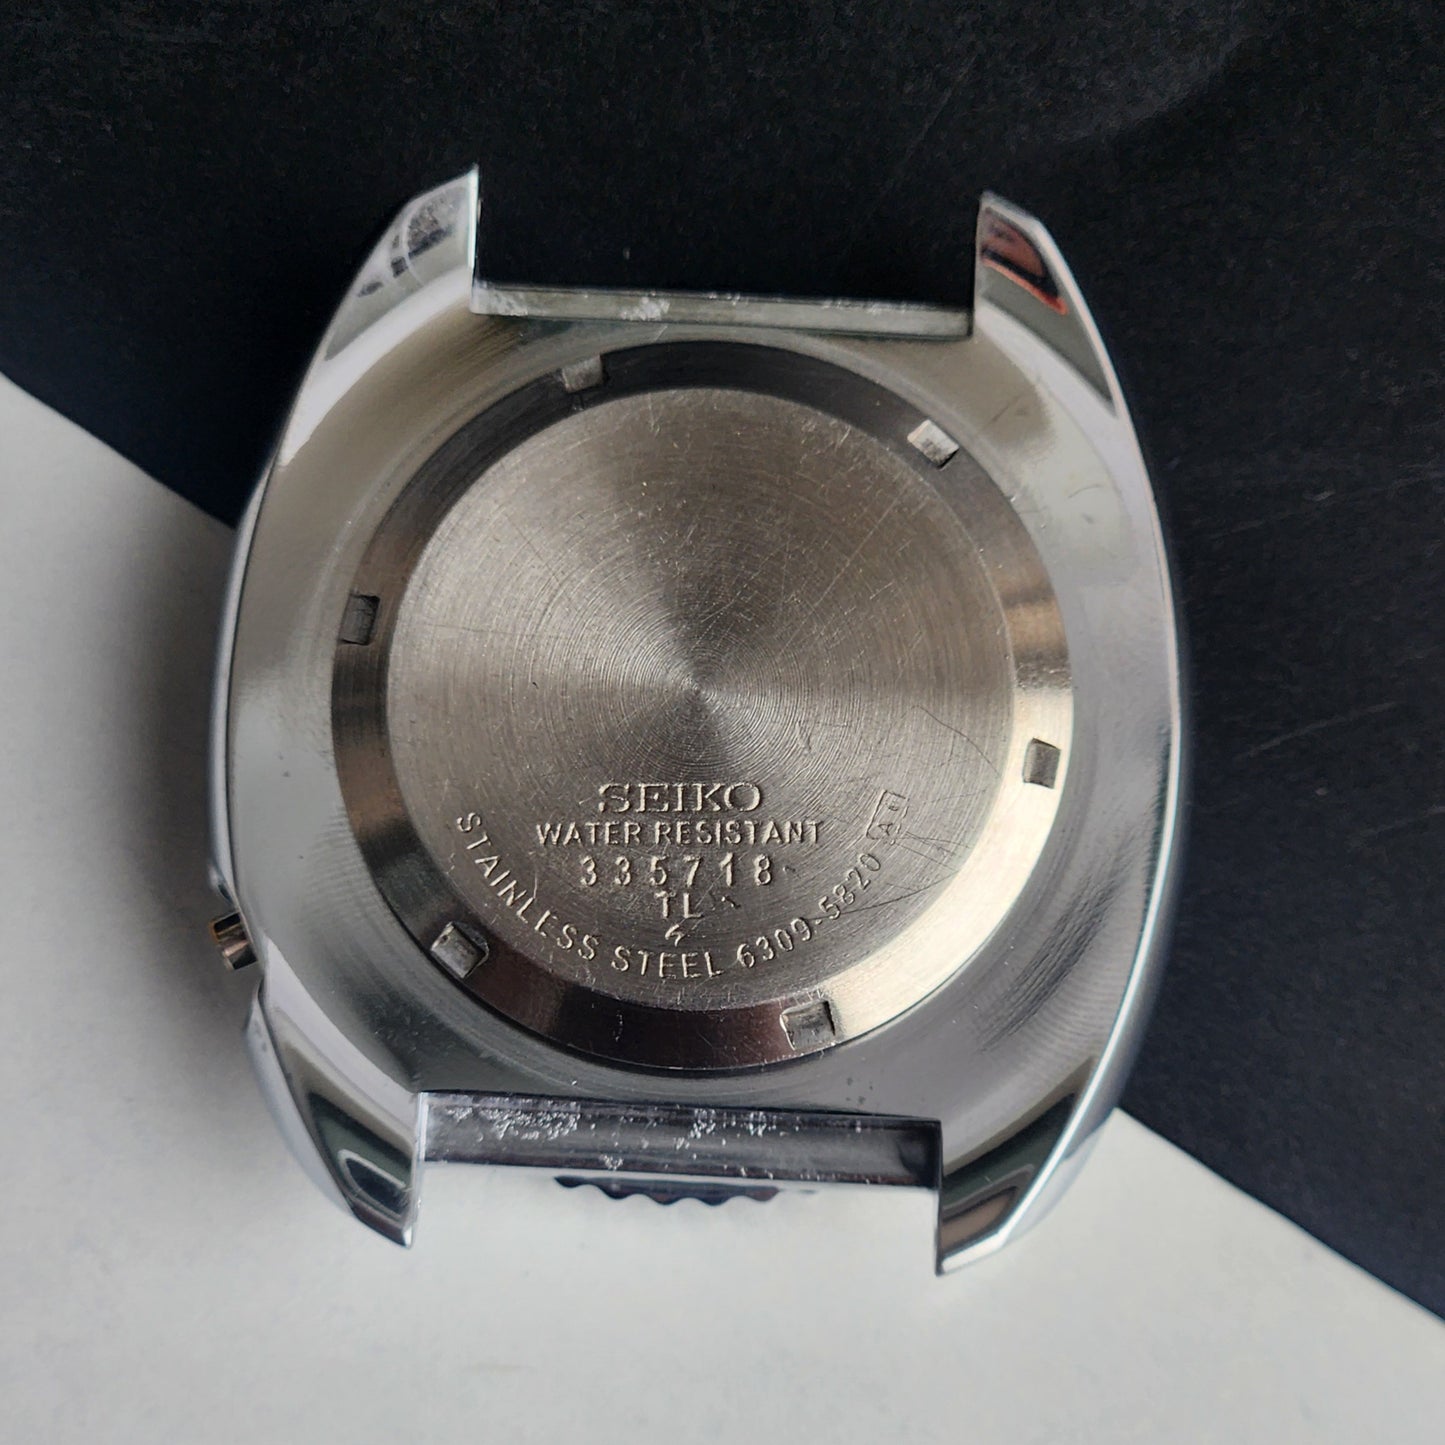 SEIKO
WATER RESISTANT
335718
TL
STAINLESS STEEL 6309-5820